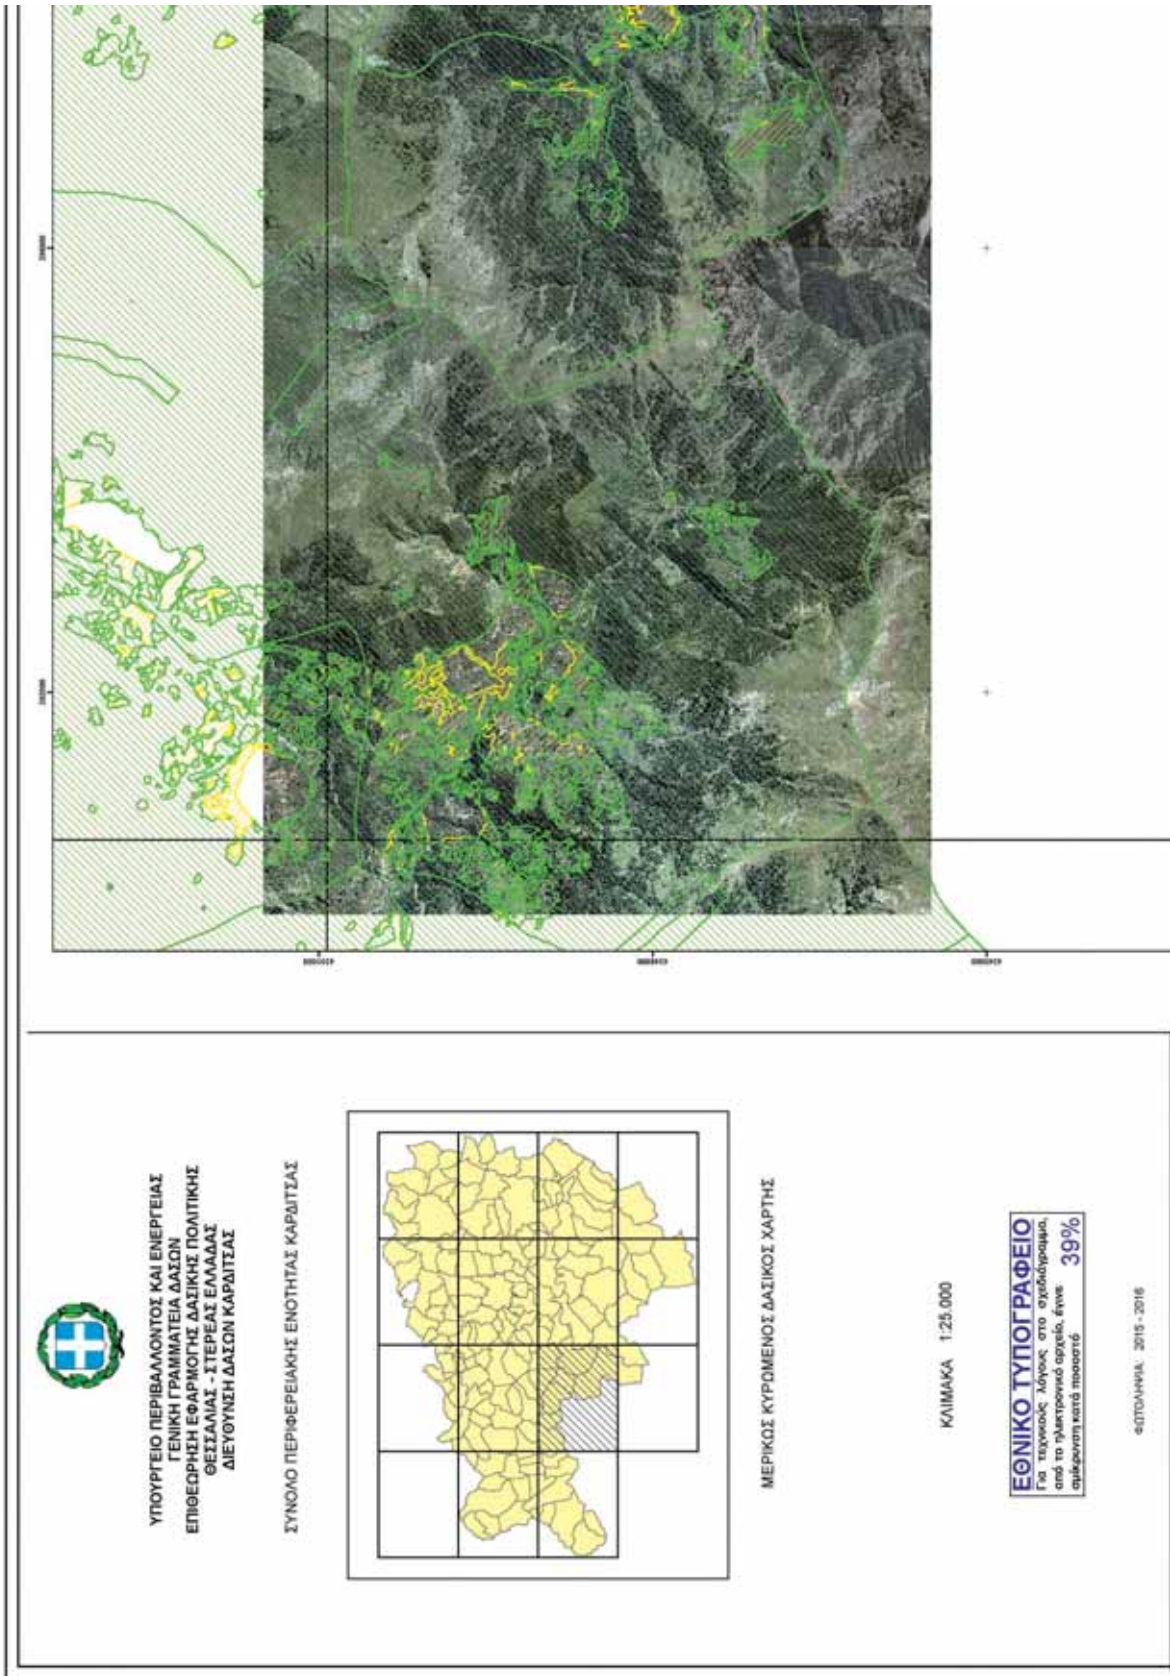 ΥΠΟΥΡΓΕΙΟ ΠΕΡΙΒΑΛΛΟΝΤΟΣ ΚΑΙ ΕΝΕΡΓΕΙΑΣ
ΓΕΝΙΚΗ ΓΡΑΜΜΑΤΕΙΑ ΔΑΣΩΝ
ΕΠΙΘΕΩΡΗΣΗ ΕΦΑΡΜΟΓΗΣ ΔΑΣΙΚΗΣ ΠΟΛΙΤΙΚΗΣ
ΘΕΣΣΑΛΙΑΣ - ΣΤΕΡΕΑΣ ΕΛΛΑΔΑΣ
ΔΙΕΥΘΥΝΣΗ ΔΑΣΩΝ ΚΑΡΔΙΤΣΑΣ
ΣΥΝΟΛΟ ΠΕΡΙΦΕΡΕΙΑΚΗΣ ΕΝΟΤΗΤΑΣ ΚΑΡΔΙΤΣΑΣ
ΜΕΡΙΚΩΣ ΚΥΡΩΜΕΝΟΣ ΔΑΣΙΚΟΣ ΧΑΡΤΗΣ
ΚΛΙΜΑΚΑ 1:25.000
ΕΘΝΙΚΟ ΤΥΠΟΓΡΑΦΕΙΟ
Για τεχνικούς λόγους στο σχεδιάγραμμα,
από το ηλεκτρονικό αρχείο, έγινε
σμίκρυνση κατά ποσοστό 39%
ΦΩΤΟΛΗΨΙΑ: 2015 - 2016